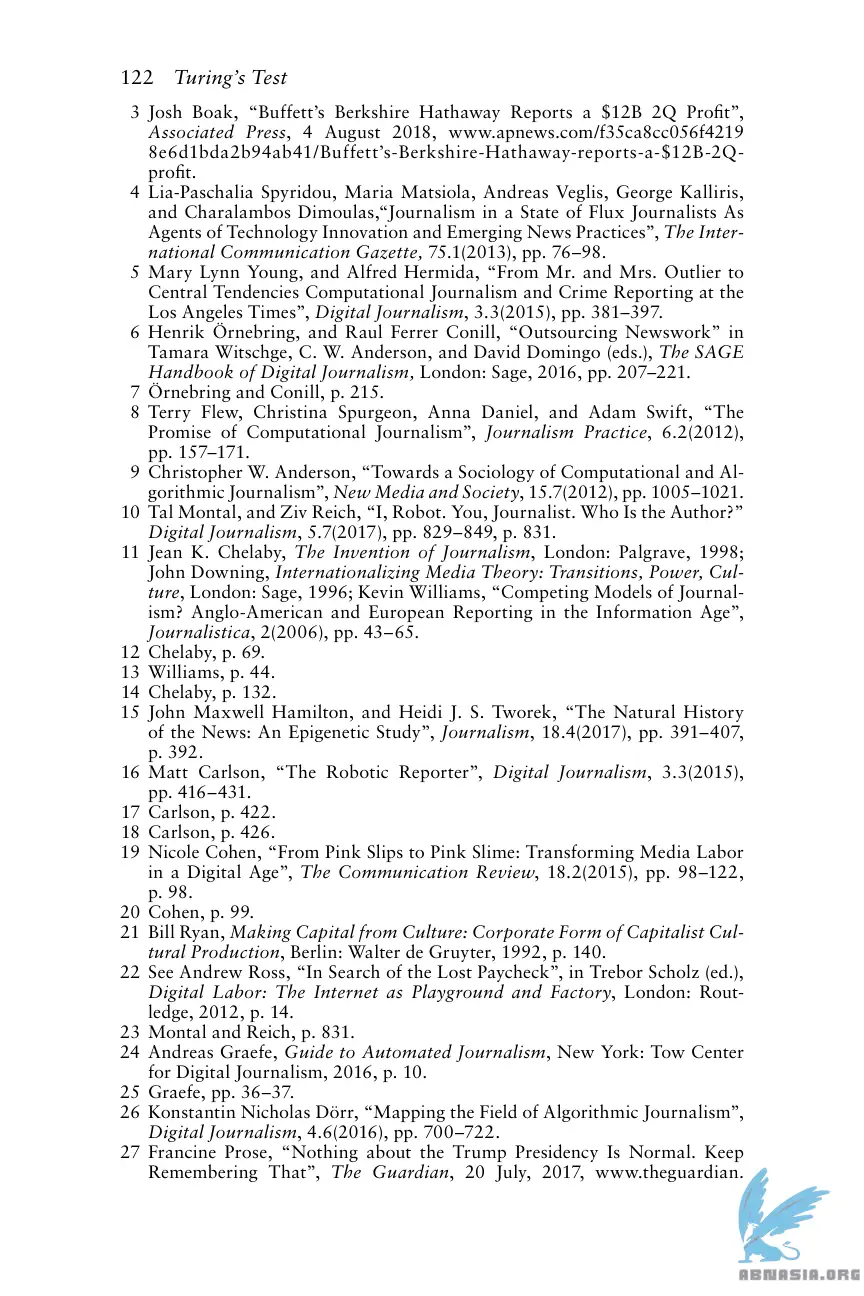 122 Turing's Test
3 Josh Boak, “Buffett's Berkshire Hathaway Reports a $12B 2Q Profit”,
Associated Press, 4 August 2018, www.apnews.com/f35ca8cc056f4219
8e6d1bda2b94ab41/Buffett's-Berkshire-Hathaway-reports-a-$12B-2Q-
profit.
4 Lia-Paschalia Spyridou, Maria Matsiola, Andreas Veglis, George Kalliris,
and Charalambos Dimoulas,“Journalism in a State of Flux Journalists As
Agents of Technology Innovation and Emerging News Practices”, The Inter-
national Communication Gazette, 75.1(2013), pp. 76–98.
5 Mary Lynn Young, and Alfred Hermida, “From Mr. and Mrs. Outlier to
Central Tendencies Computational Journalism and Crime Reporting at the
Los Angeles Times”, Digital Journalism, 3.3(2015), pp. 381–397.
6 Henrik Örnebring, and Raul Ferrer Conill, “Outsourcing Newswork” in
Tamara Witschge, C. W. Anderson, and David Domingo (eds.), The SAGE
Handbook of Digital Journalism, London: Sage, 2016, pp. 207–221.
7 Örnebring and Conill, p. 215.
8 Terry Flew, Christina Spurgeon, Anna Daniel, and Adam Swift, “The
Promise of Computational Journalism”, Journalism Practice, 6.2(2012),
pp. 157–171.
9 Christopher W. Anderson, “Towards a Sociology of Computational and Al-
gorithmic Journalism”, New Media and Society, 15.7(2012), pp. 1005–1021.
10 Tal Montal, and Ziv Reich, “I, Robot. You, Journalist. Who Is the Author?”
Digital Journalism, 5.7(2017), pp. 829–849, p. 831.
11 Jean K. Chelaby, The Invention of Journalism, London: Palgrave, 1998;
John Downing, Internationalizing Media Theory: Transitions, Power, Cul-
ture, London: Sage, 1996; Kevin Williams, “Competing Models of Journal-
ism? Anglo-American and European Reporting in the Information Age”,
Journalistica, 2(2006), pp. 43–65.
12 Chelaby, p. 69.
13 Williams, p. 44.
14 Chelaby, p. 132.
15 John Maxwell Hamilton, and Heidi J. S. Tworek, “The Natural History
of the News: An Epigenetic Study”, Journalism, 18.4(2017), pp. 391–407,
p. 392.
16 Matt Carlson, “The Robotic Reporter”, Digital Journalism, 3.3(2015),
pp. 416–431.
17 Carlson, p. 422.
18 Carlson, p. 426.
19 Nicole Cohen, “From Pink Slips to Pink Slime: Transforming Media Labor
in a Digital Age”, The Communication Review, 18.2(2015), pp. 98–122,
p. 98.
20 Cohen, p. 99.
21 Bill Ryan, Making Capital from Culture: Corporate Form of Capitalist Cul-
tural Production, Berlin: Walter de Gruyter, 1992, p. 140.
22 See Andrew Ross, “In Search of the Lost Paycheck”, in Trebor Scholz (ed.),
Digital Labor: The Internet as Playground and Factory, London: Rout-
ledge, 2012, p. 14.
23 Montal and Reich, p. 831.
24 Andreas Graefe, Guide to Automated Journalism, New York: Tow Center
for Digital Journalism, 2016, p. 10.
25 Graefe, pp. 36–37.
26 Konstantin Nicholas Dörr, “Mapping the Field of Algorithmic Journalism”,
Digital Journalism, 4.6(2016), pp. 700–722.
27 Francine Prose, “Nothing about the Trump Presidency Is Normal. Keep
Remembering That”, The Guardian, 20 July, 2017, www.theguardian.
ABNASIA.ORG